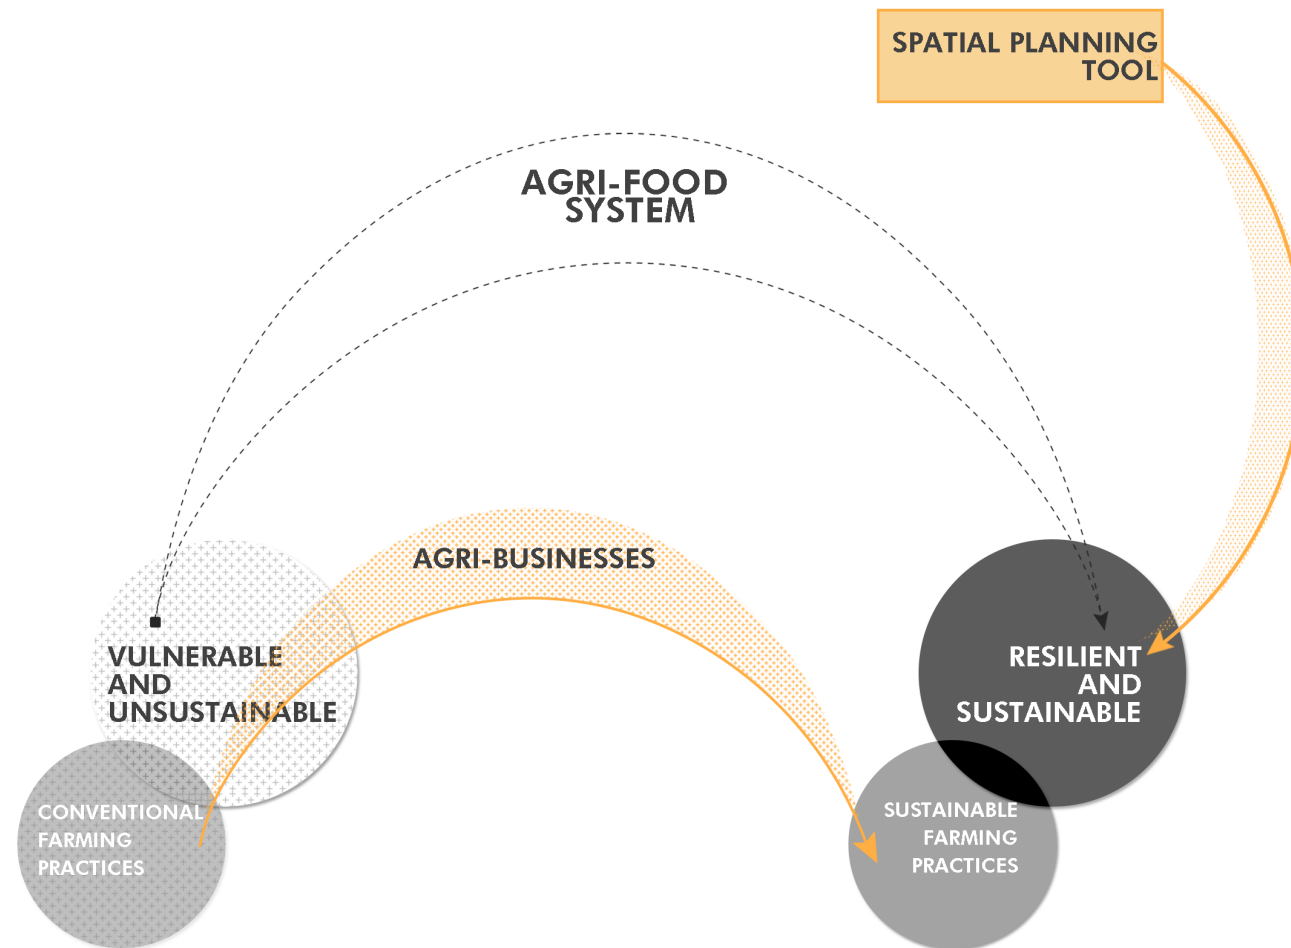 SPATIAL PLANNING
TOOL
AGRI-FOOD
SYSTEM
AGRI-BUSINESSES
VULNERABLE
AND
UNSUSTAINABLE
RESILIENT
AND
SUSTAINABLE
CONVENTIONAL
FARMING
PRACTICES
SUSTAINABLE
FARMING
PRACTICES